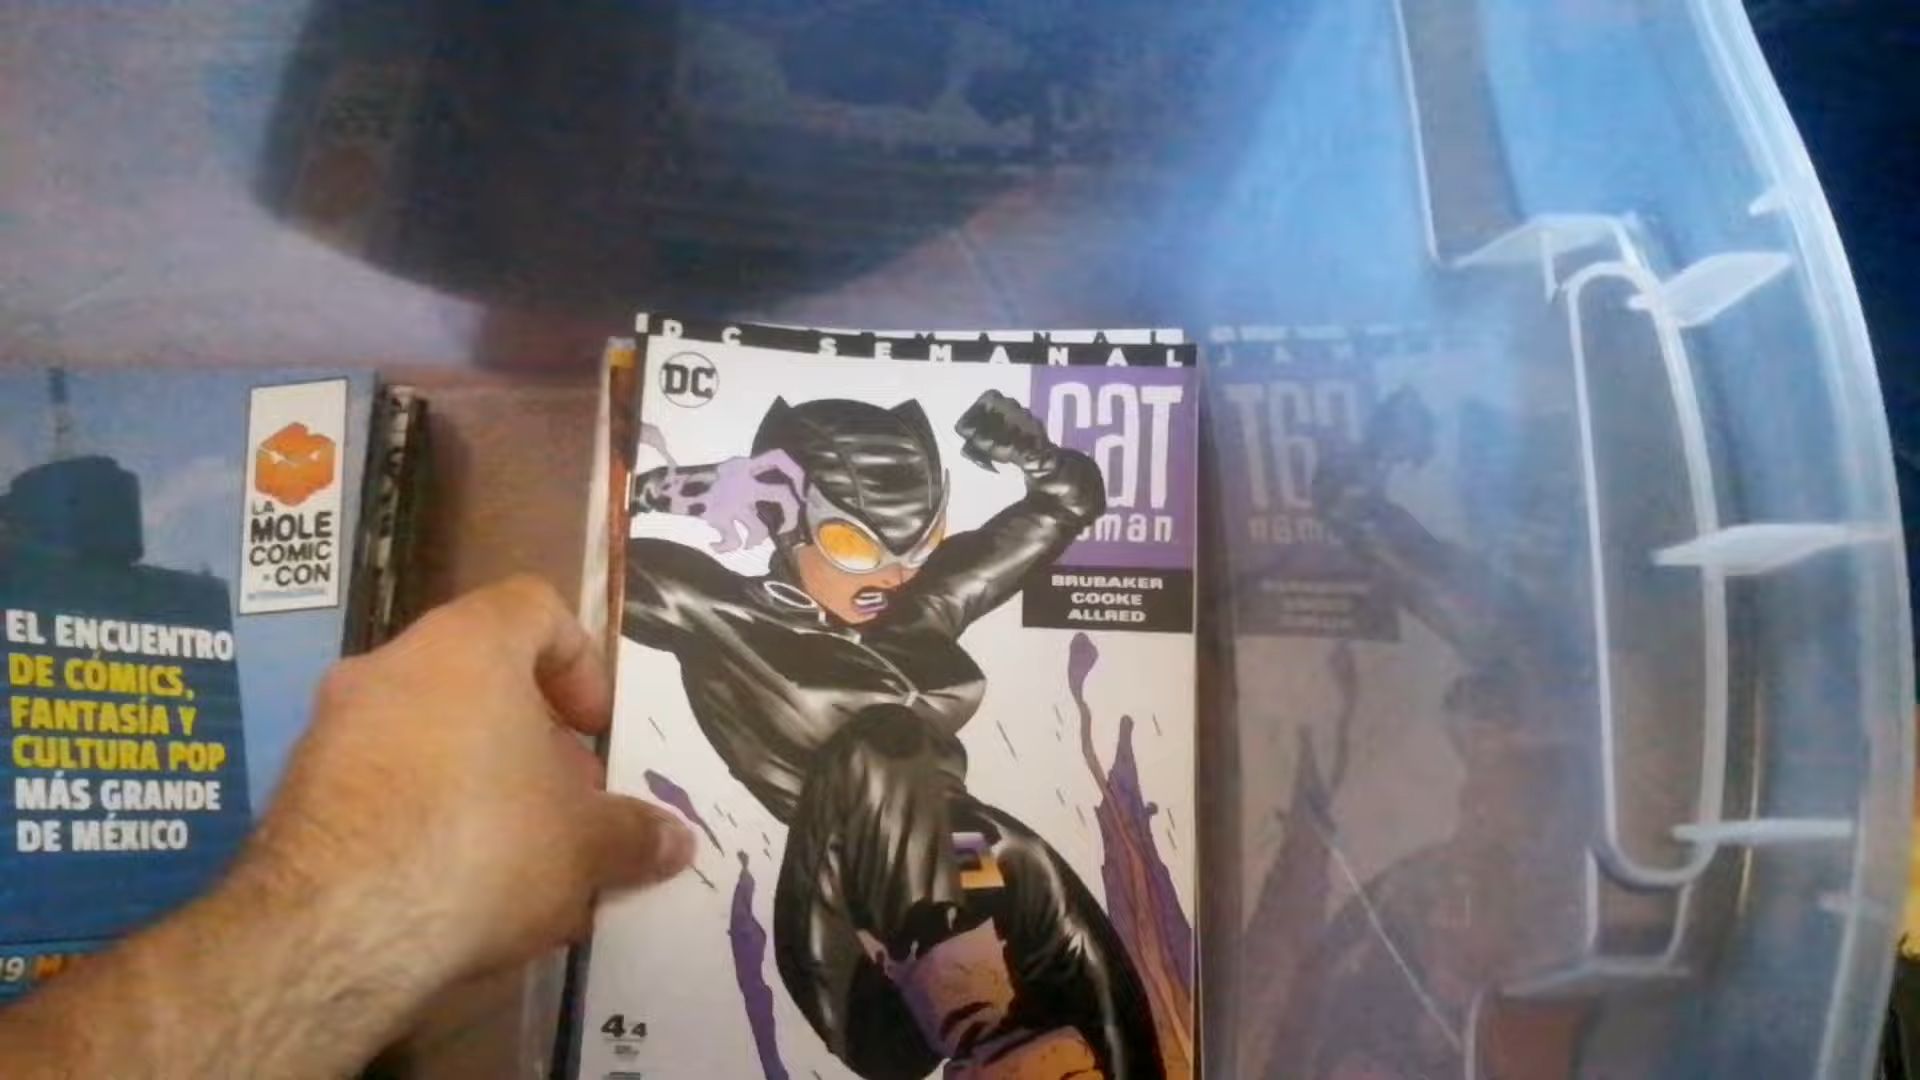 LA
MOLE
COMIC
CON
EL ENCUENTRO
DE CÓMICS,
FANTASÍA Y
CULTURA POP
MÁS GRANDE
DE MÉXICO
DC SEMANAL
DC
CAT
BRUBAKER
COOKE
ALLRED
4/4